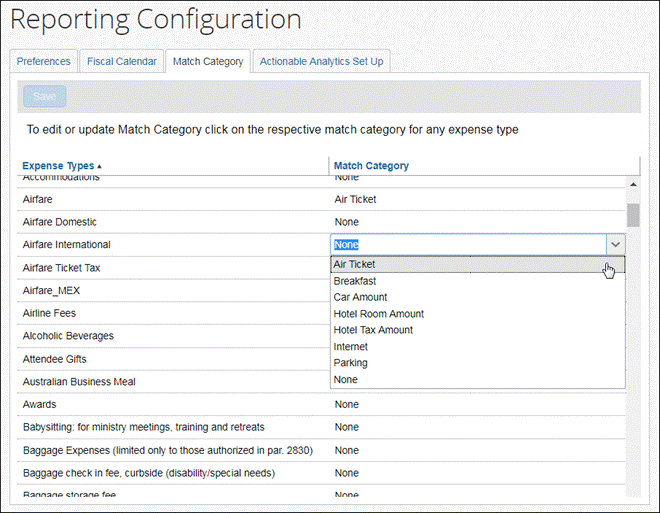 Reporting Configuration
Preferences Fiscal Calendar Match Category Actionable Analytics Set Up
Save
To edit or update Match Category click on the respective match category for any expense type
Expense Types Match Category
Accommodations None
Airfare Air Ticket
Airfare Domestic None
Airfare International None
Airfare Ticket Tax Air Ticket
Breakfast
Airfare_MEX Car Amount
Airline Fees Hotel Room Amount
Alcoholic Beverages Hotel Tax Amount
Internet
Attendee Gifts Parking
Australian Business Meal None
Awards None
Babysitting: for ministry meetings, training and retreats None
Baggage Expenses (limited only to those authorized in par. 2830) None
Baggage check in fee, curbside (disability/special needs) None
Baggage storage fee None